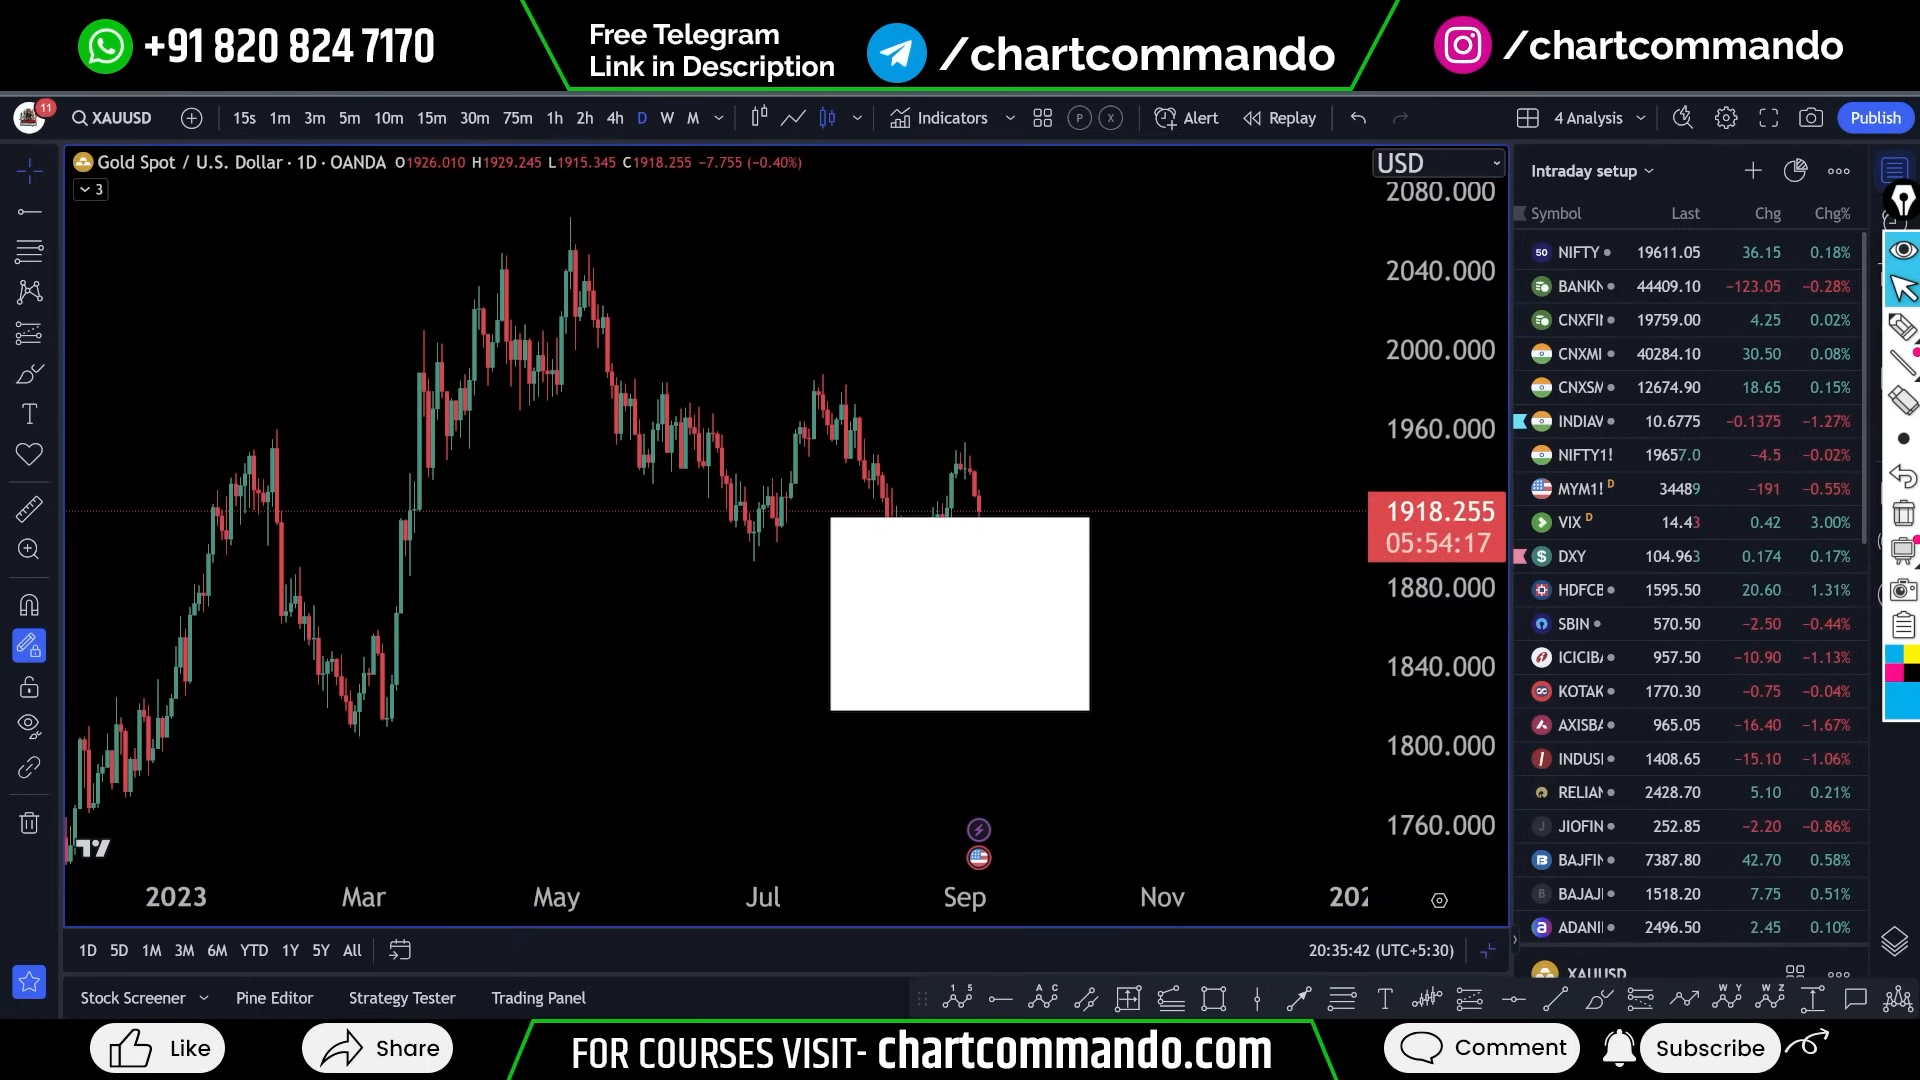 +91 820 824 7170
Free Telegram
Link in Description
/chartcommando
/chartcommando
11
XAUUSD
15s 1m 3m 5m 10m 15m 30m 75m 1h 2h 4h D W M
Indicators
P X
Alert
Replay
4 Analysis
Publish
Gold Spot / U.S. Dollar · 1D · OANDA O1926.010 H1929.245 L1915.345 C1918.255 −7.755 (−0.40%)
3
USD
2080.000
2040.000
2000.000
1960.000
1918.255
05:54:17
1880.000
1840.000
1800.000
1760.000
2023 Mar May Jul Sep Nov 202
Intraday setup
Symbol Last Chg Chg%
50 NIFTY 19611.05 36.15 0.18%
BANKN 44409.10 −123.05 −0.28%
CNXFI 19759.00 4.25 0.02%
CNXMI 40284.10 30.50 0.08%
CNXSM 12674.90 18.65 0.15%
INDIAV 10.6775 −0.1375 −1.27%
NIFTY1! 19657.0 −4.5 −0.02%
MYM1! D 34489 −191 −0.55%
VIX D 14.43 0.42 3.00%
DXY 104.963 0.174 0.17%
HDFCB 1595.50 20.60 1.31%
SBIN 570.50 −2.50 −0.44%
ICICIBA 957.50 −10.90 −1.13%
KOTAK 1770.30 −0.75 −0.04%
AXISBA 965.05 −16.40 −1.67%
INDUSI 1408.65 −15.10 −1.06%
RELIAN 2428.70 5.10 0.21%
J JIOFIN 252.85 −2.20 −0.86%
B BAJFIN 7387.80 42.70 0.58%
B BAJAJ 1518.20 7.75 0.51%
a ADANI 2496.50 2.45 0.10%
XAUUSD
1D 5D 1M 3M 6M YTD 1Y 5Y All
20:35:42 (UTC+5:30)
Stock Screener
Pine Editor
Strategy Tester
Trading Panel
Like
Share
FOR COURSES VISIT- chartcommando.com
Comment
Subscribe